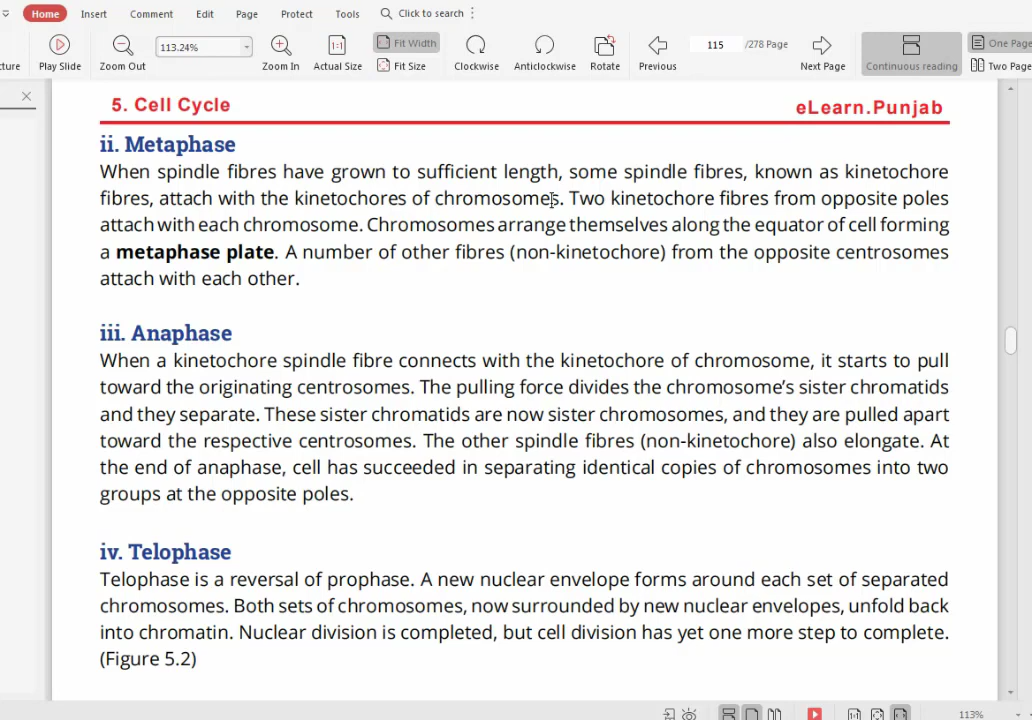 Home Insert Comment Edit Page Protect Tools Click to search
113.24% Fit Width 115 /278 Page One Page
Play Slide Zoom Out Zoom In Actual Size Fit Size Clockwise Anticlockwise Rotate Previous Next Page Continuous reading Two Page
5. Cell Cycle eLearn.Punjab
ii. Metaphase
When spindle fibres have grown to sufficient length, some spindle fibres, known as kinetochore
fibres, attach with the kinetochores of chromosomes. Two kinetochore fibres from opposite poles
attach with each chromosome. Chromosomes arrange themselves along the equator of cell forming
a metaphase plate. A number of other fibres (non-kinetochore) from the opposite centrosomes
attach with each other.
iii. Anaphase
When a kinetochore spindle fibre connects with the kinetochore of chromosome, it starts to pull
toward the originating centrosomes. The pulling force divides the chromosome’s sister chromatids
and they separate. These sister chromatids are now sister chromosomes, and they are pulled apart
toward the respective centrosomes. The other spindle fibres (non-kinetochore) also elongate. At
the end of anaphase, cell has succeeded in separating identical copies of chromosomes into two
groups at the opposite poles.
iv. Telophase
Telophase is a reversal of prophase. A new nuclear envelope forms around each set of separated
chromosomes. Both sets of chromosomes, now surrounded by new nuclear envelopes, unfold back
into chromatin. Nuclear division is completed, but cell division has yet one more step to complete.
(Figure 5.2)
113%